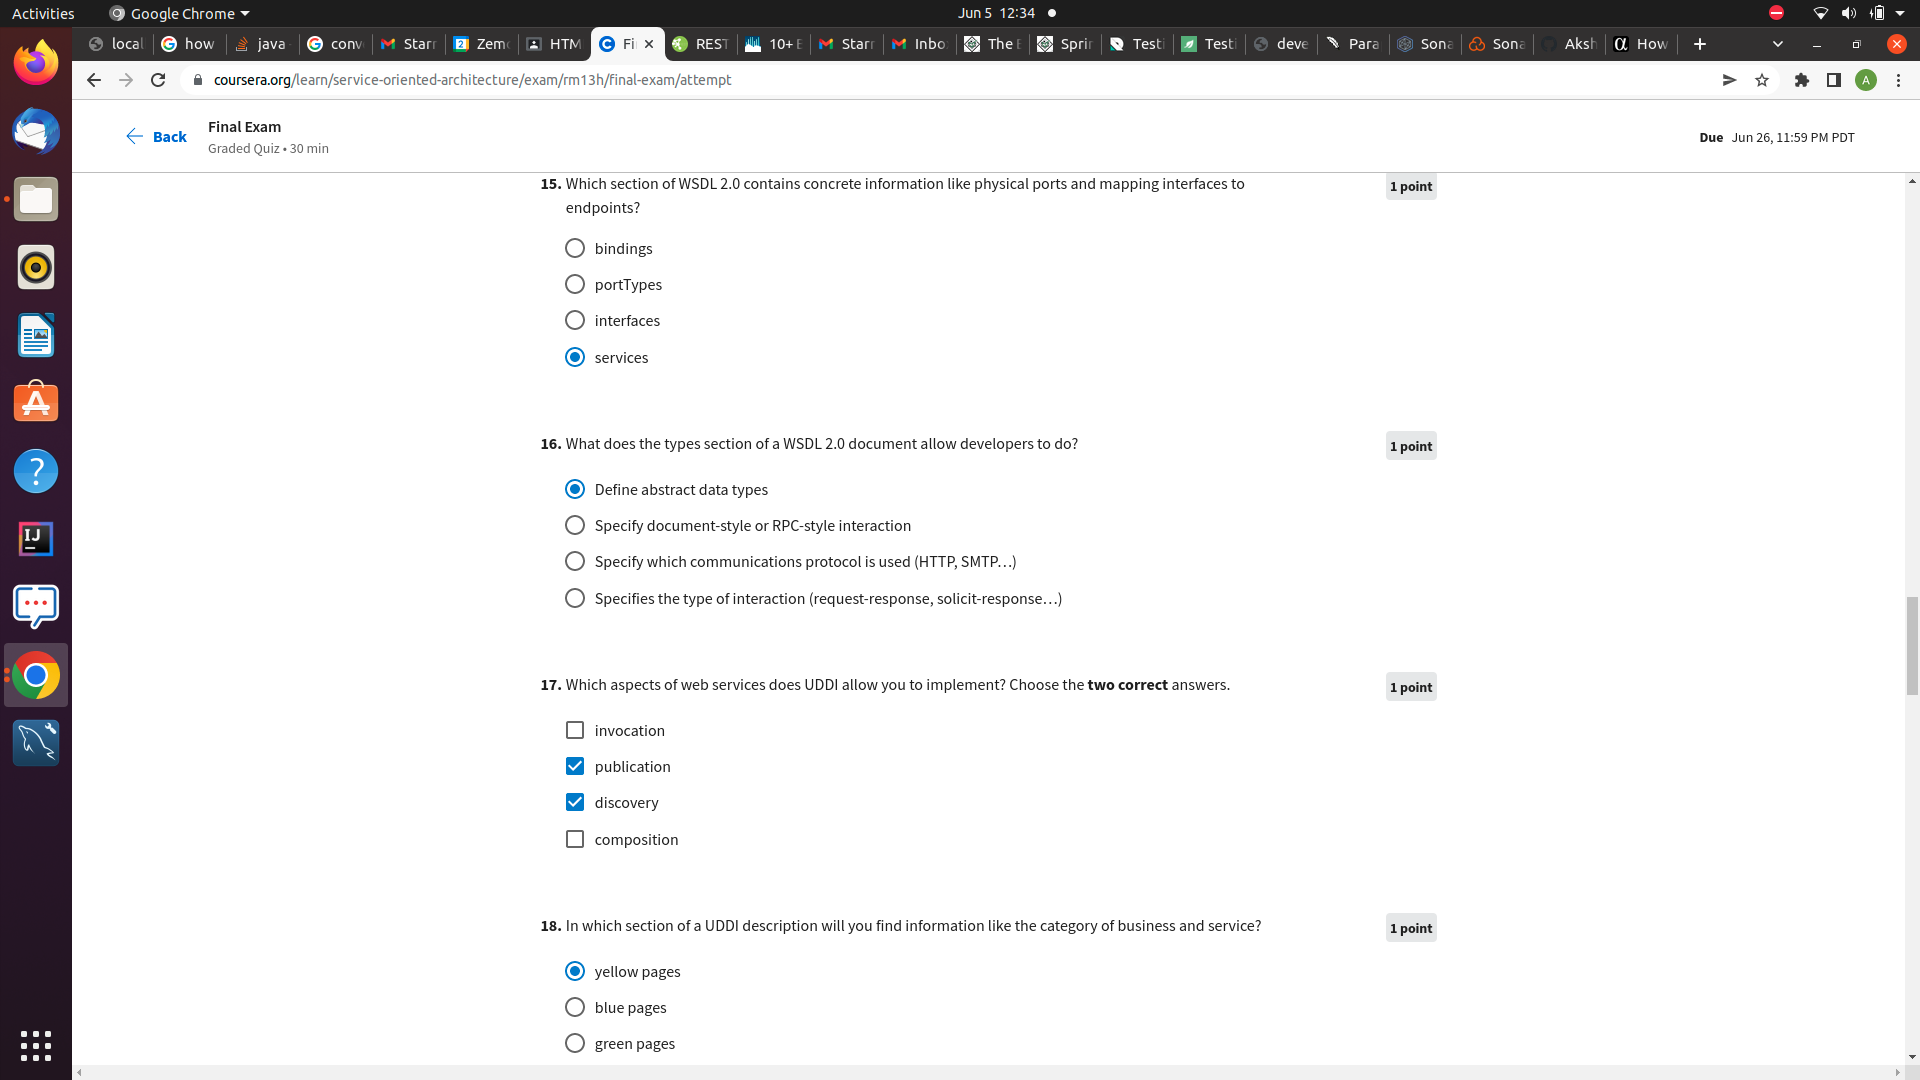 Activities
Google Chrome
Jun 5 12:34
local
how
java
conv
Starr
Zem
HTM
Fi
REST
10+ E
Starr
Inbo
The E
Sprin
Testi
Testi
deve
Para
Sona
Sona
Aksh
How
coursera.org/learn/service-oriented-architecture/exam/rm13h/final-exam/attempt
A
Back
Final Exam
Graded Quiz • 30 min
Due Jun 26, 11:59 PM PDT
15. Which section of WSDL 2.0 contains concrete information like physical ports and mapping interfaces to
endpoints?
1 point
bindings
portTypes
interfaces
services
16. What does the types section of a WSDL 2.0 document allow developers to do?
1 point
Define abstract data types
Specify document-style or RPC-style interaction
Specify which communications protocol is used (HTTP, SMTP…)
Specifies the type of interaction (request-response, solicit-response…)
17. Which aspects of web services does UDDI allow you to implement? Choose the two correct answers.
1 point
invocation
publication
discovery
composition
18. In which section of a UDDI description will you find information like the category of business and service?
1 point
yellow pages
blue pages
green pages